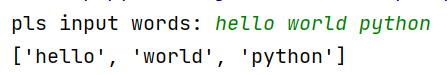 pls input words: hello world python
['hello', 'world', 'python']